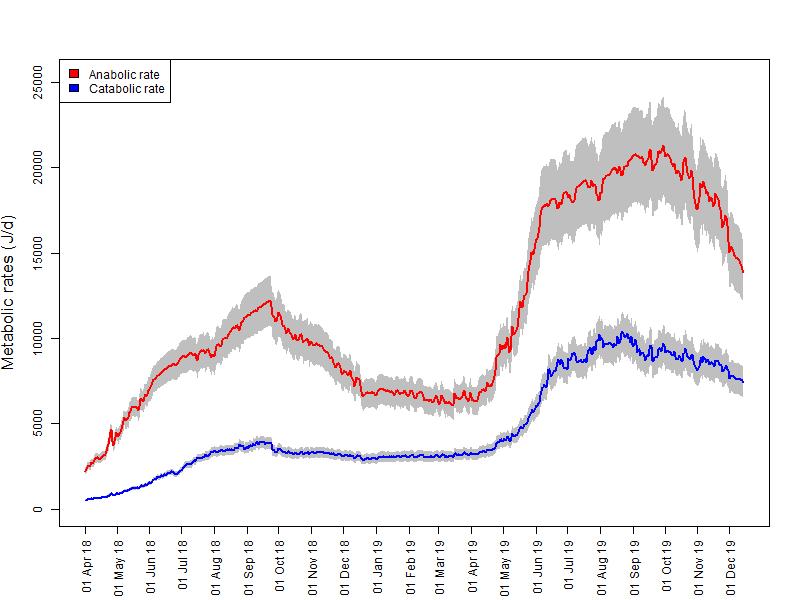 Anabolic rate
Catabolic rate
Metabolic rates (J/d)
25000
20000
15000
10000
5000
0
01 Apr 18
01 May 18
01 Jun 18
01 Jul 18
01 Aug 18
01 Sep 18
01 Oct 18
01 Nov 18
01 Dec 18
01 Jan 19
01 Feb 19
01 Mar 19
01 Apr 19
01 May 19
01 Jun 19
01 Jul 19
01 Aug 19
01 Sep 19
01 Oct 19
01 Nov 19
01 Dec 19